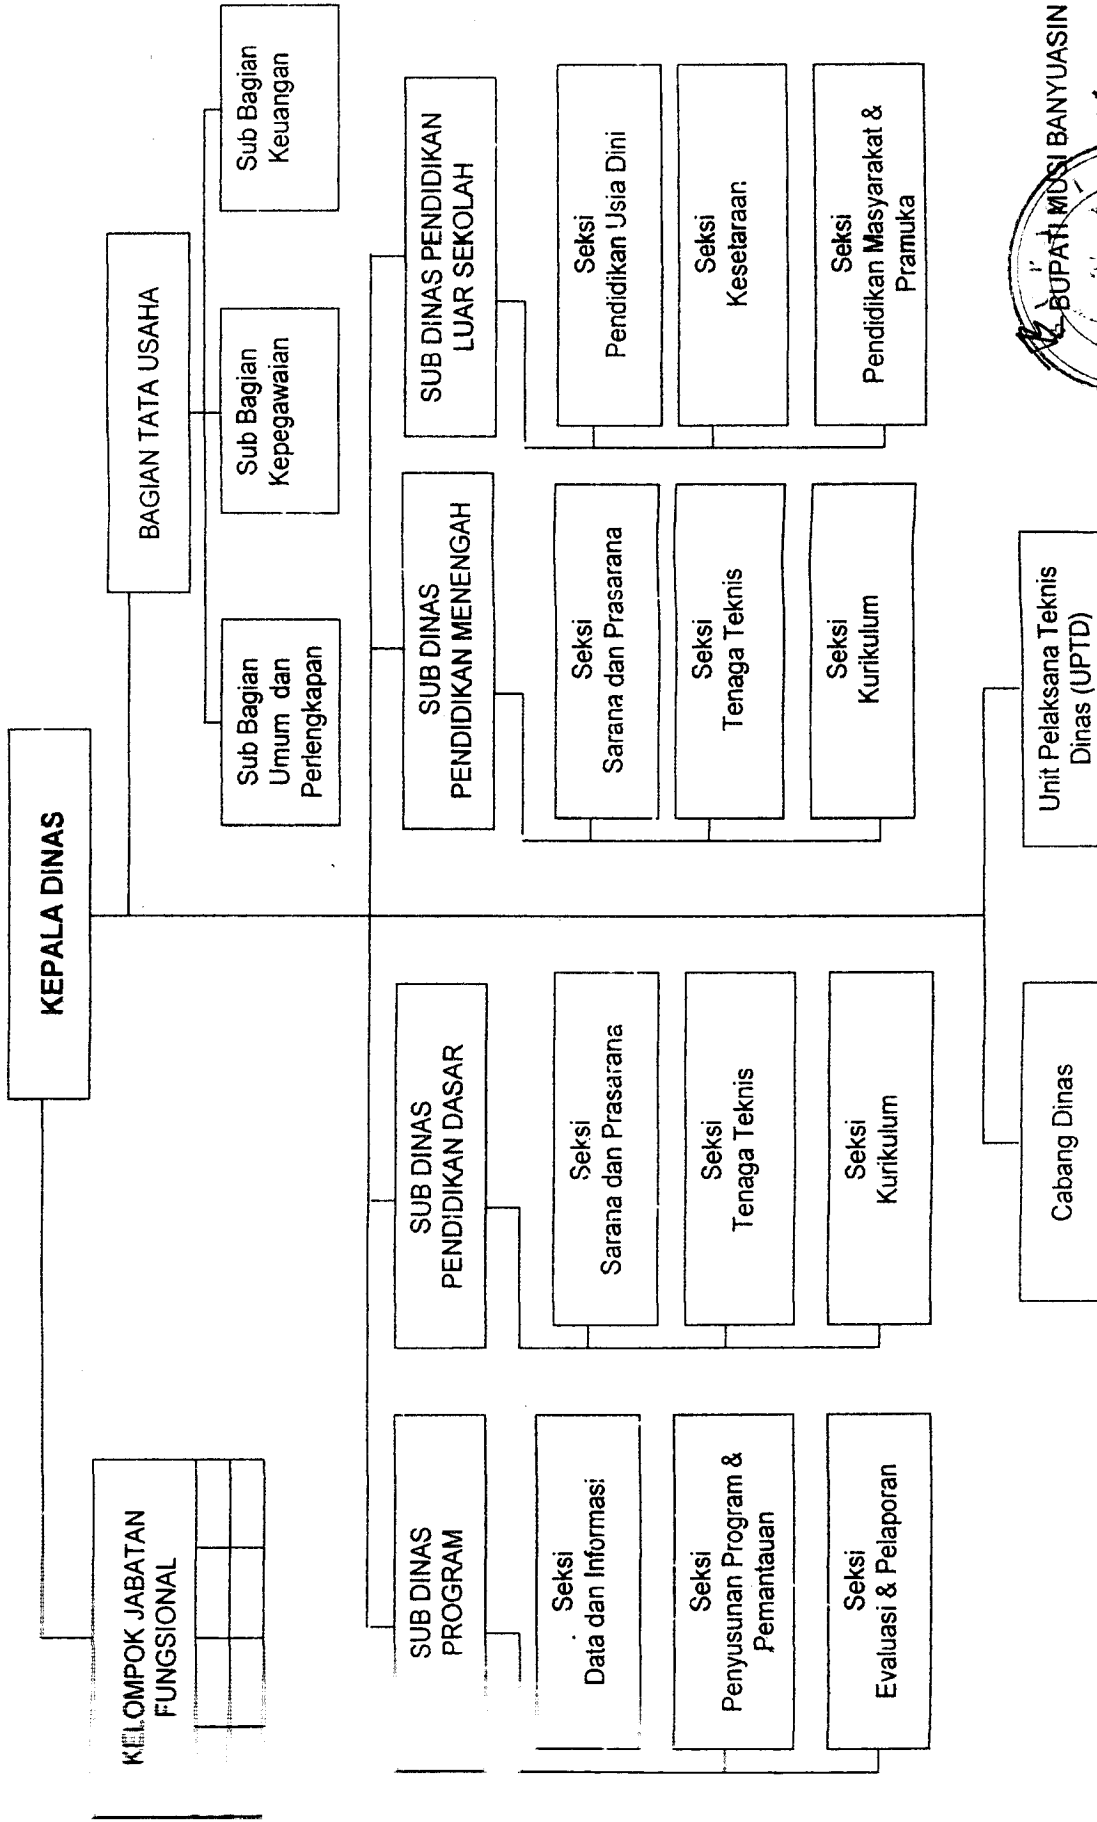 KEPALA DINAS
KELOMPOK JABATAN
FUNGSIONAL
BAGIAN TATA USAHA
Sub Bagian
Umum dan
Perlengkapan
Sub Bagian
Kepegawaian
Sub Bagian
Keuangan
SUB DINAS
PROGRAM
SUB DINAS
PENDIDIKAN DASAR
SUB DINAS
PENDIDIKAN MENENGAH
SUB DINAS PENDIDIKAN
LUAR SEKOLAH
Seksi
Data dan Informasi
Seksi
Penyusunan Program &
Pemantauan
Seksi
Evaluasi & Pelaporan
Seksi
Sarana dan Prasarana
Seksi
Tenaga Teknis
Seksi
Kurikulum
Seksi
Sarana dan Prasarana
Seksi
Tenaga Teknis
Seksi
Kurikulum
Seksi
Pendidikan Usia Dini
Seksi
Kesetaraan
Seksi
Pendidikan Masyarakat &
Pramuka
Cabang Dinas
Unit Pelaksana Teknis
Dinas (UPTD)
BUPATI MUSI BANYUASIN